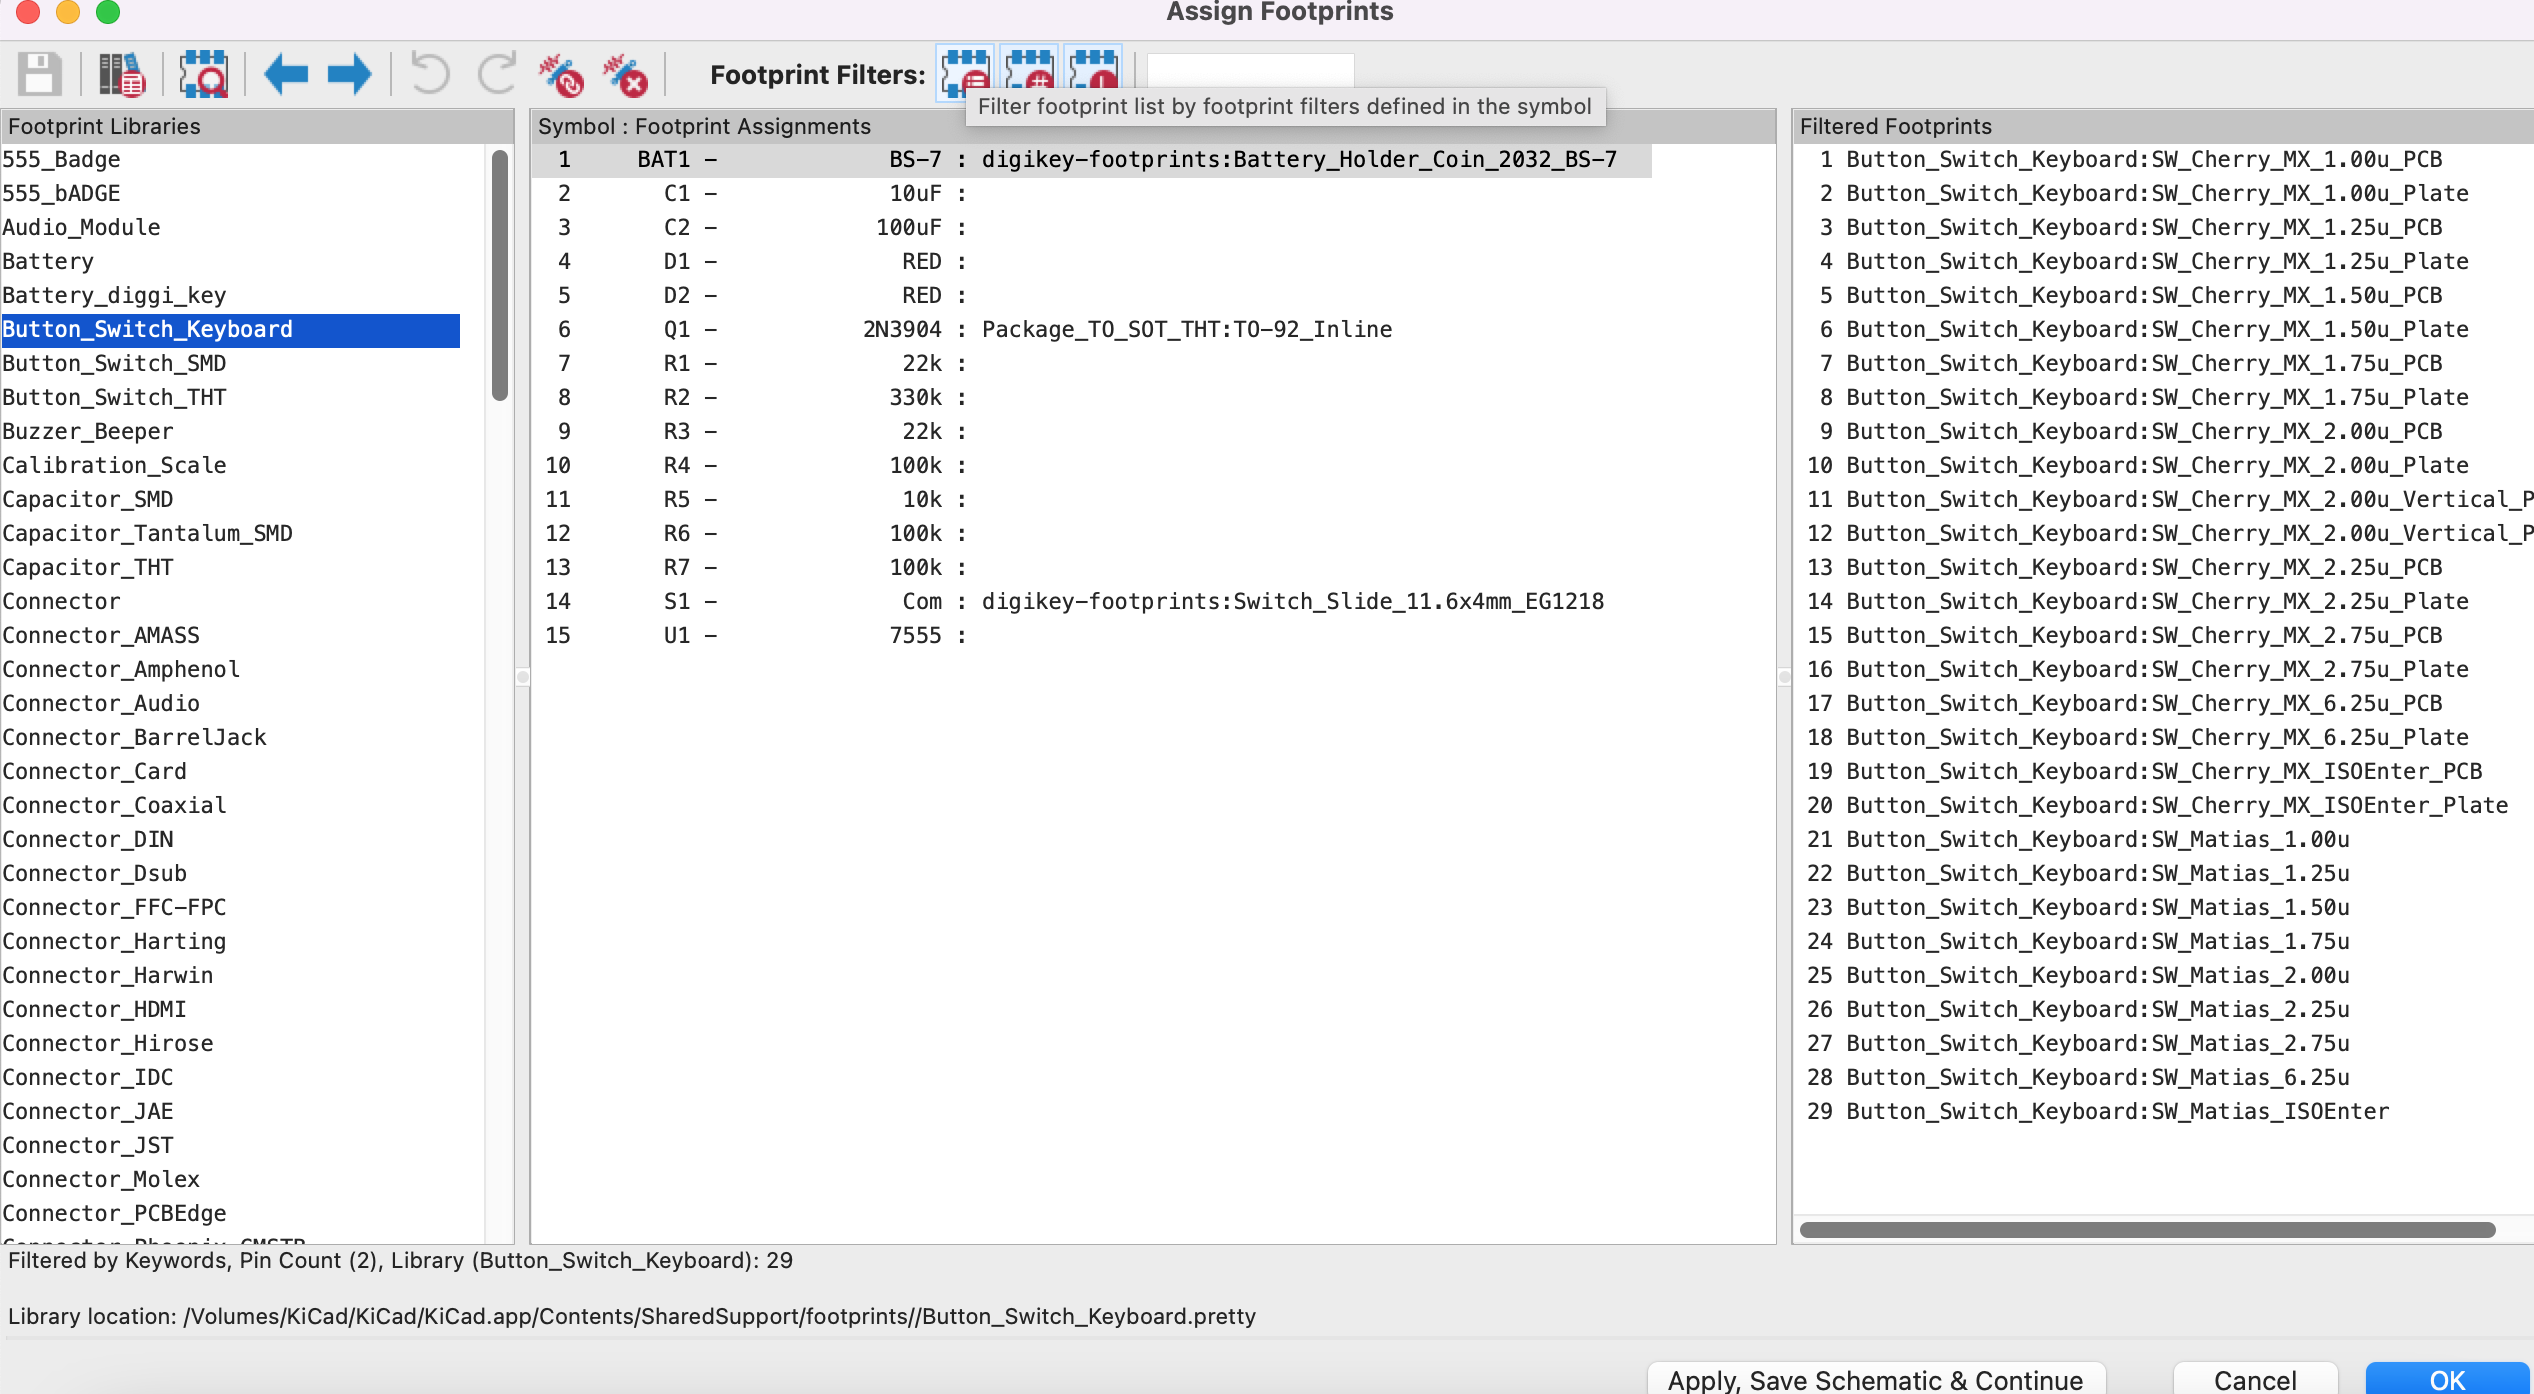 Assign Footprints
Footprint Filters:
Filter footprint list by footprint filters defined in the symbol
Footprint Libraries
555_Badge
555_bADGE
Audio_Module
Battery
Battery_diggi_key
Button_Switch_Keyboard
Button_Switch_SMD
Button_Switch_THT
Buzzer_Beeper
Calibration_Scale
Capacitor_SMD
Capacitor_Tantalum_SMD
Capacitor_THT
Connector
Connector_AMASS
Connector_Amphenol
Connector_Audio
Connector_BarrelJack
Connector_Card
Connector_Coaxial
Connector_DIN
Connector_Dsub
Connector_FFC-FPC
Connector_Harting
Connector_Harwin
Connector_HDMI
Connector_Hirose
Connector_IDC
Connector_JAE
Connector_JST
Connector_Molex
Connector_PCBEdge
Symbol : Footprint Assignments
1 BAT1 - BS-7 : digikey-footprints:Battery_Holder_Coin_2032_BS-7
2 C1 - 10uF :
3 C2 - 100uF :
4 D1 - RED :
5 D2 - RED :
6 Q1 - 2N3904 : Package_TO_SOT_THT:TO-92_Inline
7 R1 - 22k :
8 R2 - 330k :
9 R3 - 22k :
10 R4 - 100k :
11 R5 - 10k :
12 R6 - 100k :
13 R7 - 100k :
14 S1 - Com : digikey-footprints:Switch_Slide_11.6x4mm_EG1218
15 U1 - 7555 :
Filtered Footprints
1 Button_Switch_Keyboard:SW_Cherry_MX_1.00u_PCB
2 Button_Switch_Keyboard:SW_Cherry_MX_1.00u_Plate
3 Button_Switch_Keyboard:SW_Cherry_MX_1.25u_PCB
4 Button_Switch_Keyboard:SW_Cherry_MX_1.25u_Plate
5 Button_Switch_Keyboard:SW_Cherry_MX_1.50u_PCB
6 Button_Switch_Keyboard:SW_Cherry_MX_1.50u_Plate
7 Button_Switch_Keyboard:SW_Cherry_MX_1.75u_PCB
8 Button_Switch_Keyboard:SW_Cherry_MX_1.75u_Plate
9 Button_Switch_Keyboard:SW_Cherry_MX_2.00u_PCB
10 Button_Switch_Keyboard:SW_Cherry_MX_2.00u_Plate
11 Button_Switch_Keyboard:SW_Cherry_MX_2.00u_Vertical_P
12 Button_Switch_Keyboard:SW_Cherry_MX_2.00u_Vertical_P
13 Button_Switch_Keyboard:SW_Cherry_MX_2.25u_PCB
14 Button_Switch_Keyboard:SW_Cherry_MX_2.25u_Plate
15 Button_Switch_Keyboard:SW_Cherry_MX_2.75u_PCB
16 Button_Switch_Keyboard:SW_Cherry_MX_2.75u_Plate
17 Button_Switch_Keyboard:SW_Cherry_MX_6.25u_PCB
18 Button_Switch_Keyboard:SW_Cherry_MX_6.25u_Plate
19 Button_Switch_Keyboard:SW_Cherry_MX_ISOEnter_PCB
20 Button_Switch_Keyboard:SW_Cherry_MX_ISOEnter_Plate
21 Button_Switch_Keyboard:SW_Matias_1.00u
22 Button_Switch_Keyboard:SW_Matias_1.25u
23 Button_Switch_Keyboard:SW_Matias_1.50u
24 Button_Switch_Keyboard:SW_Matias_1.75u
25 Button_Switch_Keyboard:SW_Matias_2.00u
26 Button_Switch_Keyboard:SW_Matias_2.25u
27 Button_Switch_Keyboard:SW_Matias_2.75u
28 Button_Switch_Keyboard:SW_Matias_6.25u
29 Button_Switch_Keyboard:SW_Matias_ISOEnter
Filtered by Keywords, Pin Count (2), Library (Button_Switch_Keyboard): 29
Library location: /Volumes/KiCad/KiCad/KiCad.app/Contents/SharedSupport/footprints//Button_Switch_Keyboard.pretty
Apply, Save Schematic & Continue
Cancel
OK